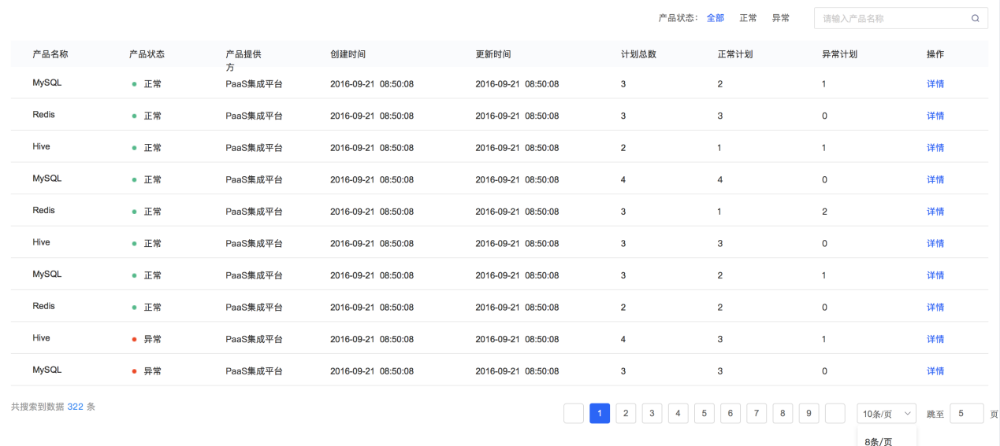 产品状态： 全部 正常 异常 请输入产品名称
产品名称 产品状态 产品提供方 创建时间 更新时间 计划总数 正常计划 异常计划 操作
MySQL 正常 PaaS集成平台 2016-09-21 08:50:08 2016-09-21 08:50:08 3 2 1 详情
Redis 正常 PaaS集成平台 2016-09-21 08:50:08 2016-09-21 08:50:08 3 3 0 详情
Hive 正常 PaaS集成平台 2016-09-21 08:50:08 2016-09-21 08:50:08 2 1 1 详情
MySQL 正常 PaaS集成平台 2016-09-21 08:50:08 2016-09-21 08:50:08 4 4 0 详情
Redis 正常 PaaS集成平台 2016-09-21 08:50:08 2016-09-21 08:50:08 3 1 2 详情
Hive 正常 PaaS集成平台 2016-09-21 08:50:08 2016-09-21 08:50:08 3 3 0 详情
MySQL 正常 PaaS集成平台 2016-09-21 08:50:08 2016-09-21 08:50:08 3 2 1 详情
Redis 正常 PaaS集成平台 2016-09-21 08:50:08 2016-09-21 08:50:08 2 2 0 详情
Hive 异常 PaaS集成平台 2016-09-21 08:50:08 2016-09-21 08:50:08 4 3 1 详情
MySQL 异常 PaaS集成平台 2016-09-21 08:50:08 2016-09-21 08:50:08 3 3 0 详情
共搜索到数据 322 条 1 2 3 4 5 6 7 8 9 10条/页 跳至 5 页
8条/页